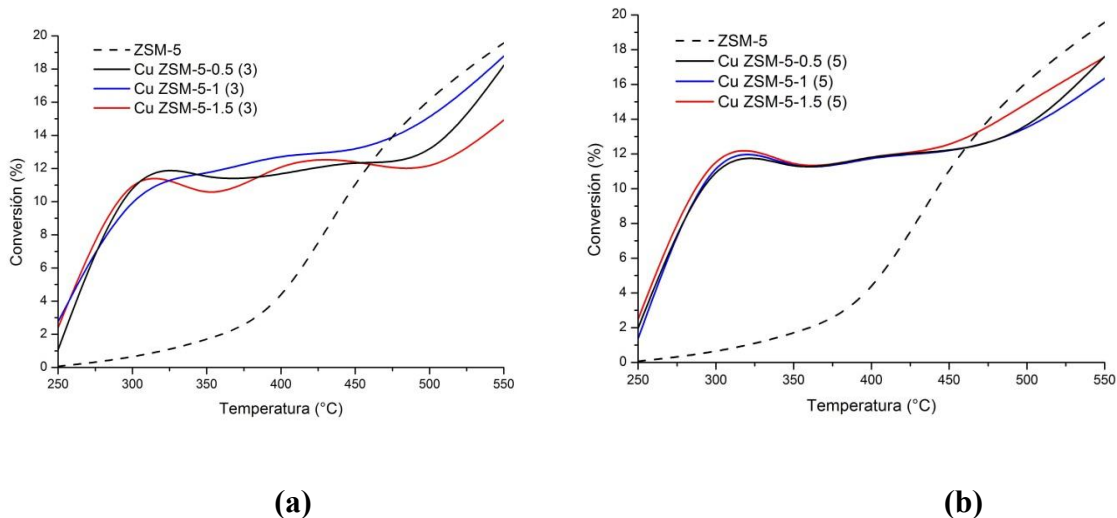 20
18
16
14
12
10
8
6
4
2
0
Conversión (%)
ZSM-5
Cu ZSM-5-0.5 (3)
Cu ZSM-5-1 (3)
Cu ZSM-5-1.5 (3)
250 300 350 400 450 500 550
Temperatura (°C)
(a)
20
18
16
14
12
10
8
6
4
2
0
Conversión (%)
ZSM-5
Cu ZSM-5-0.5 (5)
Cu ZSM-5-1 (5)
Cu ZSM-5-1.5 (5)
250 300 350 400 450 500 550
Temperatura (°C)
(b)